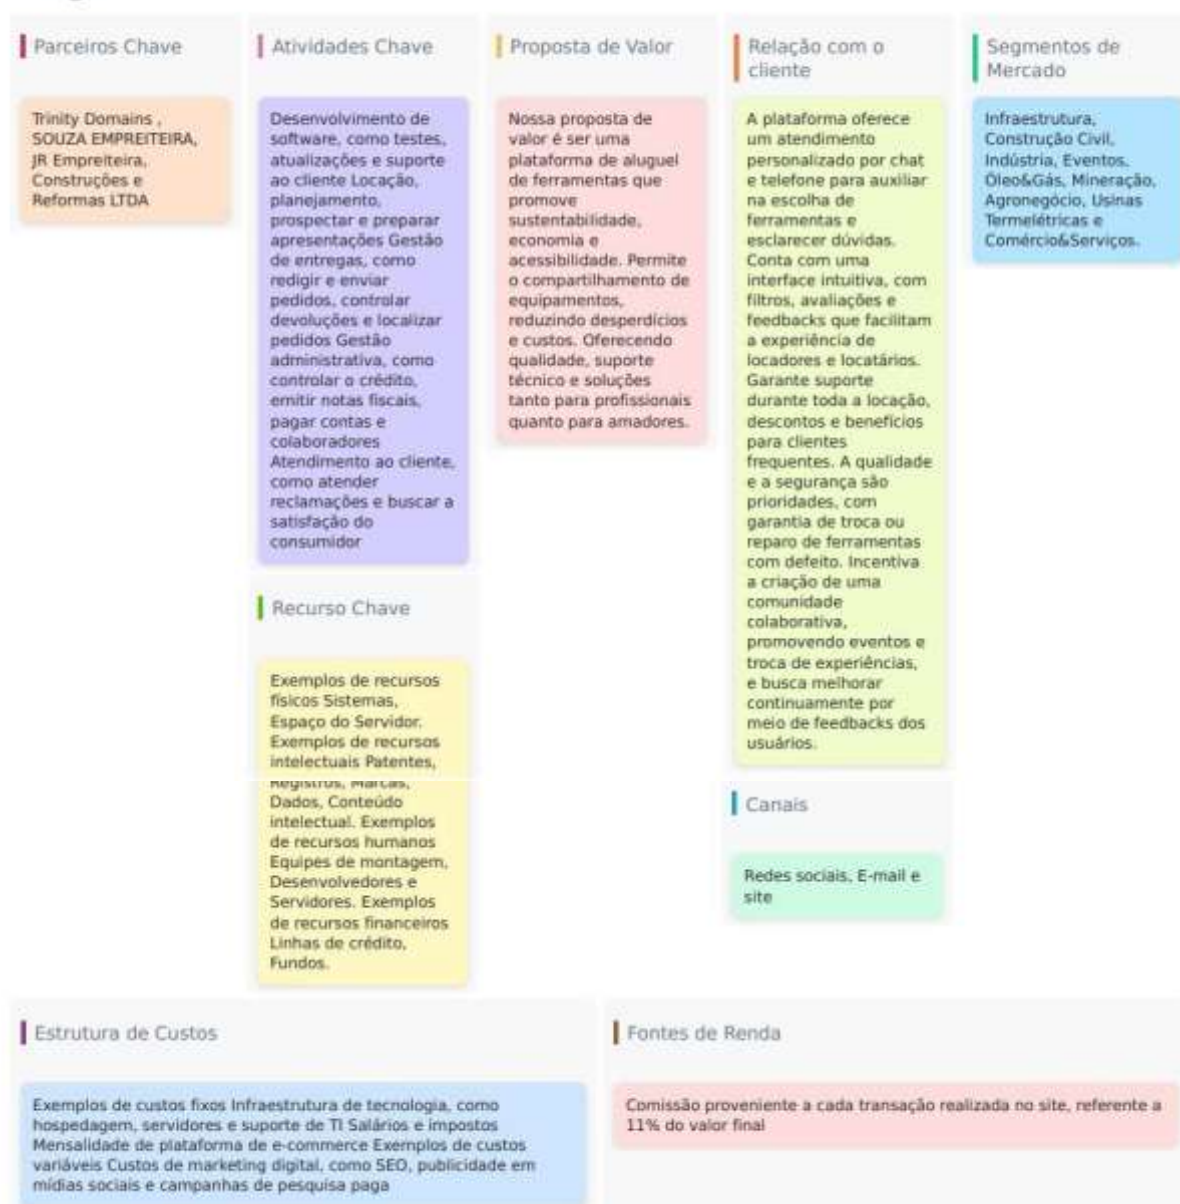 Parceiros Chave
Trinity Domains ,
SOUZA EMPREITEIRA,
JR Empreiteira,
Construções e
Reformas LTDA
Atividades Chave
Desenvolvimento de
software, como testes,
atualizações e suporte
ao cliente Locação,
planejamento,
prospectar e preparar
apresentações Gestão
de entregas, como
redigir e enviar
pedidos, controlar
devoluções e localizar
pedidos Gestão
administrativa, como
controlar o crédito,
emitir notas fiscais,
pagar contas e
colaboradores
Atendimento ao cliente,
como atender
reclamações e buscar a
satisfação do
consumidor
Recurso Chave
Exemplos de recursos
físicos Sistemas,
Espaço do Servidor.
Exemplos de recursos
intelectuais Patentes,
Registros, Marcas,
Dados, Conteúdo
intelectual. Exemplos
de recursos humanos
Equipes de montagem,
Desenvolvedores e
Servidores. Exemplos
de recursos financeiros
Linhas de crédito,
Fundos.
Proposta de Valor
Nossa proposta de
valor é ser uma
plataforma de aluguel
de ferramentas que
promove
sustentabilidade,
economia e
acessibilidade. Permite
o compartilhamento de
equipamentos,
reduzindo desperdícios
e custos. Oferecendo
qualidade, suporte
técnico e soluções
tanto para profissionais
quanto para amadores.
Relação com o
cliente
A plataforma oferece
um atendimento
personalizado por chat
e telefone para auxiliar
na escolha de
ferramentas e
esclarecer dúvidas.
Conta com uma
interface intuitiva, com
filtros, avaliações e
feedbacks que facilitam
a experiência de
locadores e locatários.
Garante suporte
durante toda a locação,
descontos e benefícios
para clientes
frequentes. A qualidade
e a segurança são
prioridades, com
garantia de troca ou
reparo de ferramentas
com defeito. Incentiva
a criação de uma
comunidade
colaborativa,
promovendo eventos e
troca de experiências,
e busca melhorar
continuamente por
meio de feedbacks dos
usuários.
Canais
Redes sociais, E-mail e
site
Segmentos de
Mercado
Infraestrutura,
Construção Civil,
Indústria, Eventos,
Óleo&Gás, Mineração,
Agronegócio, Usinas
Termelétricas e
Comércio&Serviços.
Estrutura de Custos
Exemplos de custos fixos Infraestrutura de tecnologia, como
hospedagem, servidores e suporte de TI Salários e impostos
Mensalidade de plataforma de e-commerce Exemplos de custos
variáveis Custos de marketing digital, como SEO, publicidade em
mídias sociais e campanhas de pesquisa paga
Fontes de Renda
Comissão proveniente a cada transação realizada no site, referente a
11% do valor final